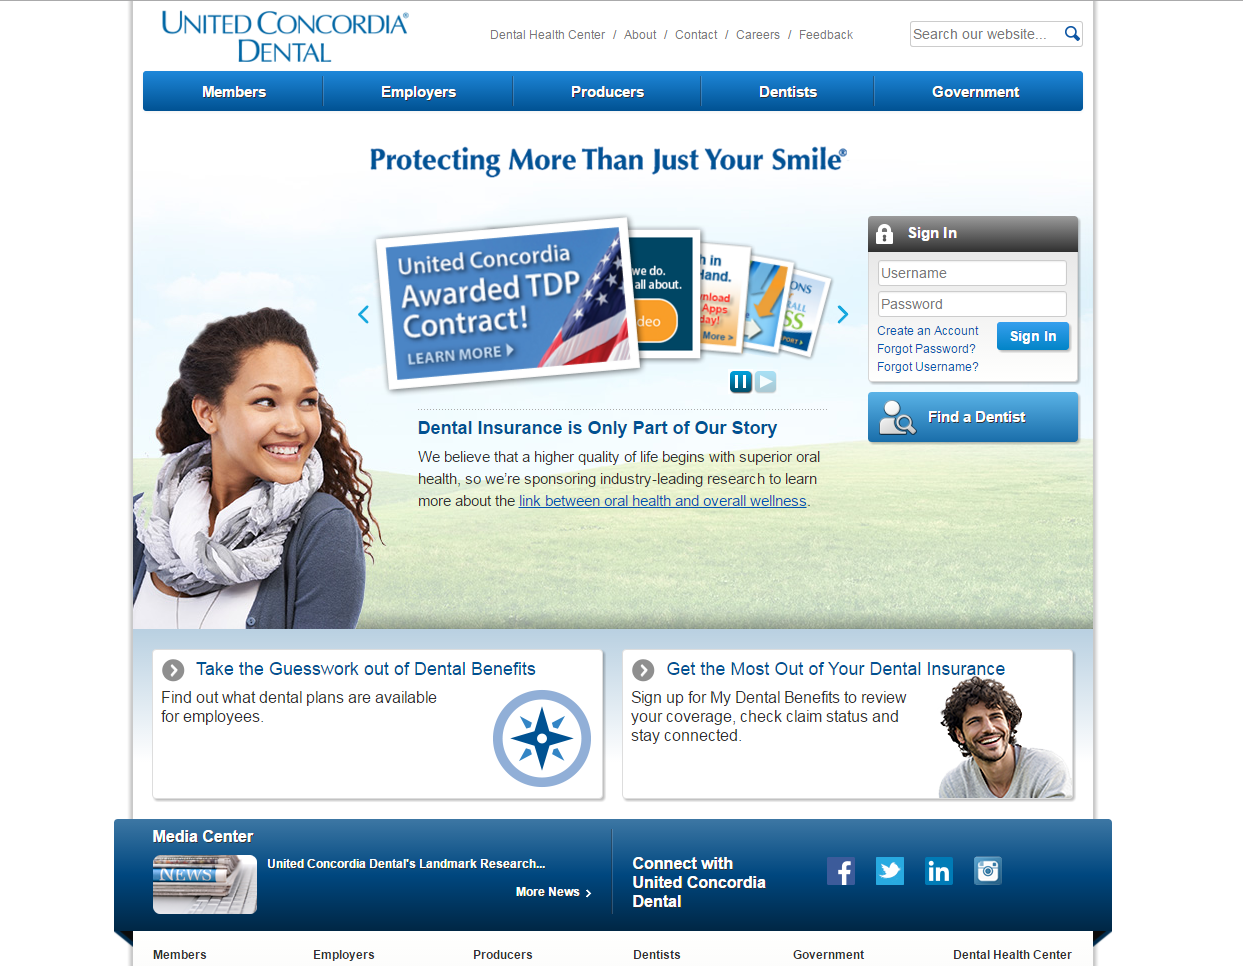 UNITED CONCORDIA®
DENTAL
Dental Health Center / About / Contact / Careers / Feedback
Search our website...
Members Employers Producers Dentists Government
Protecting More Than Just Your Smile®
United Concordia
Awarded TDP
Contract!
LEARN MORE
we do.
all about.
deo
h in
Hand.
nload
Apps
day!
More >
ONS
ALL
SS
PORT >
Sign In
Username
Password
Create an Account
Forgot Password?
Forgot Username?
Sign In
Find a Dentist
Dental Insurance is Only Part of Our Story
We believe that a higher quality of life begins with superior oral
health, so we're sponsoring industry-leading research to learn
more about the link between oral health and overall wellness.
Take the Guesswork out of Dental Benefits
Find out what dental plans are available
for employees.
Get the Most Out of Your Dental Insurance
Sign up for My Dental Benefits to review
your coverage, check claim status and
stay connected.
Media Center
NEWS
United Concordia Dental's Landmark Research...
More News >
Connect with
United Concordia
Dental
Members Employers Producers Dentists Government Dental Health Center